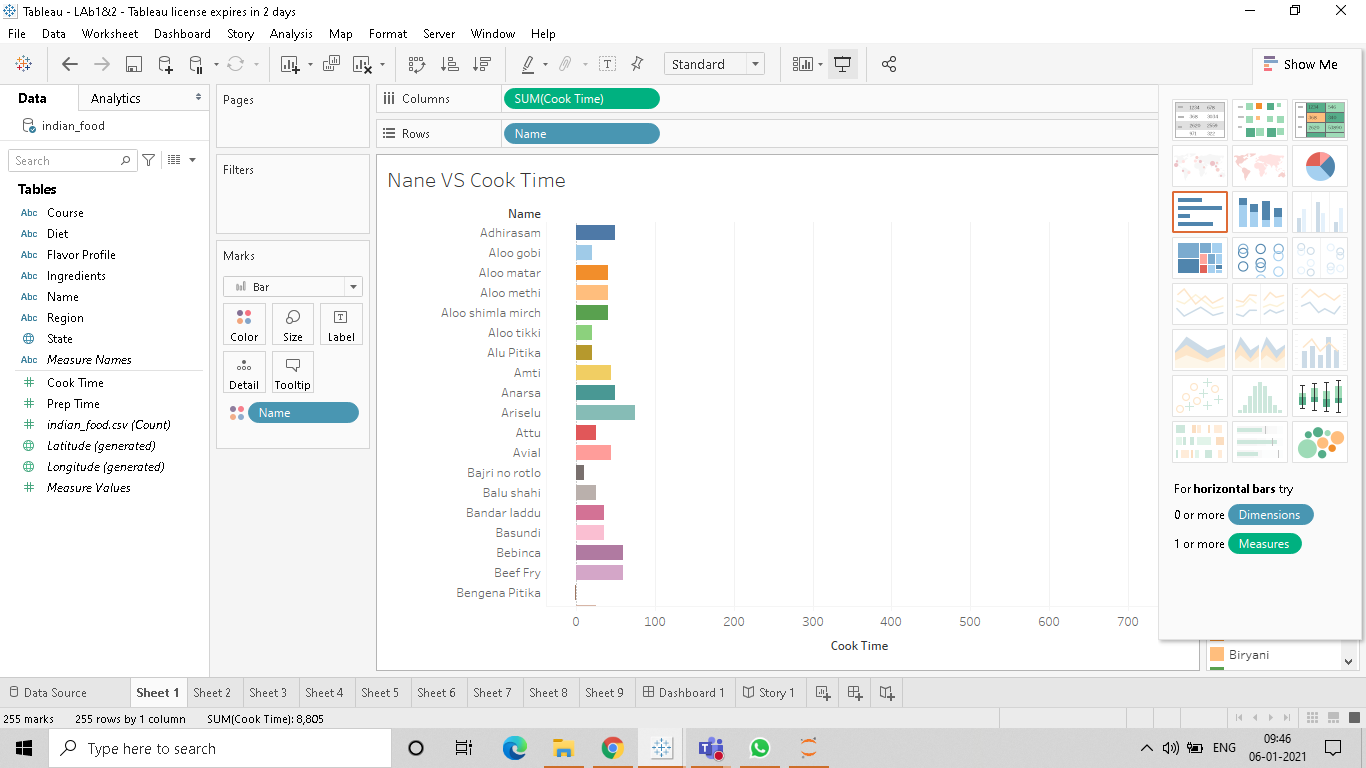 Tableau - LAb1&2 - Tableau license expires in 2 days
File Data Worksheet Dashboard Story Analysis Map Format Server Window Help
Standard
Show Me
Data Analytics
indian_food
Search
Tables
Abc Course
Abc Diet
Abc Flavor Profile
Abc Ingredients
Abc Name
Abc Region
State
Abc Measure Names
Cook Time
Prep Time
indian_food.csv (Count)
Latitude (generated)
Longitude (generated)
Measure Values
Pages
Filters
Marks
Bar
Color Size Label
Detail Tooltip
Name
Columns SUM(Cook Time)
Rows Name
Nane VS Cook Time
Name
Adhirasam
Aloo gobi
Aloo matar
Aloo methi
Aloo shimla mirch
Aloo tikki
Alu Pitika
Amti
Anarsa
Ariselu
Attu
Avial
Bajri no rotlo
Balu shahi
Bandar laddu
Basundi
Bebinca
Beef Fry
Bengena Pitika
0 100 200 300 400 500 600 700
Cook Time
For horizontal bars try
0 or more Dimensions
1 or more Measures
Biryani
Data Source Sheet 1 Sheet 2 Sheet 3 Sheet 4 Sheet 5 Sheet 6 Sheet 7 Sheet 8 Sheet 9 Dashboard 1 Story 1
255 marks 255 rows by 1 column SUM(Cook Time): 8,805
Type here to search
ENG
09:46
06-01-2021